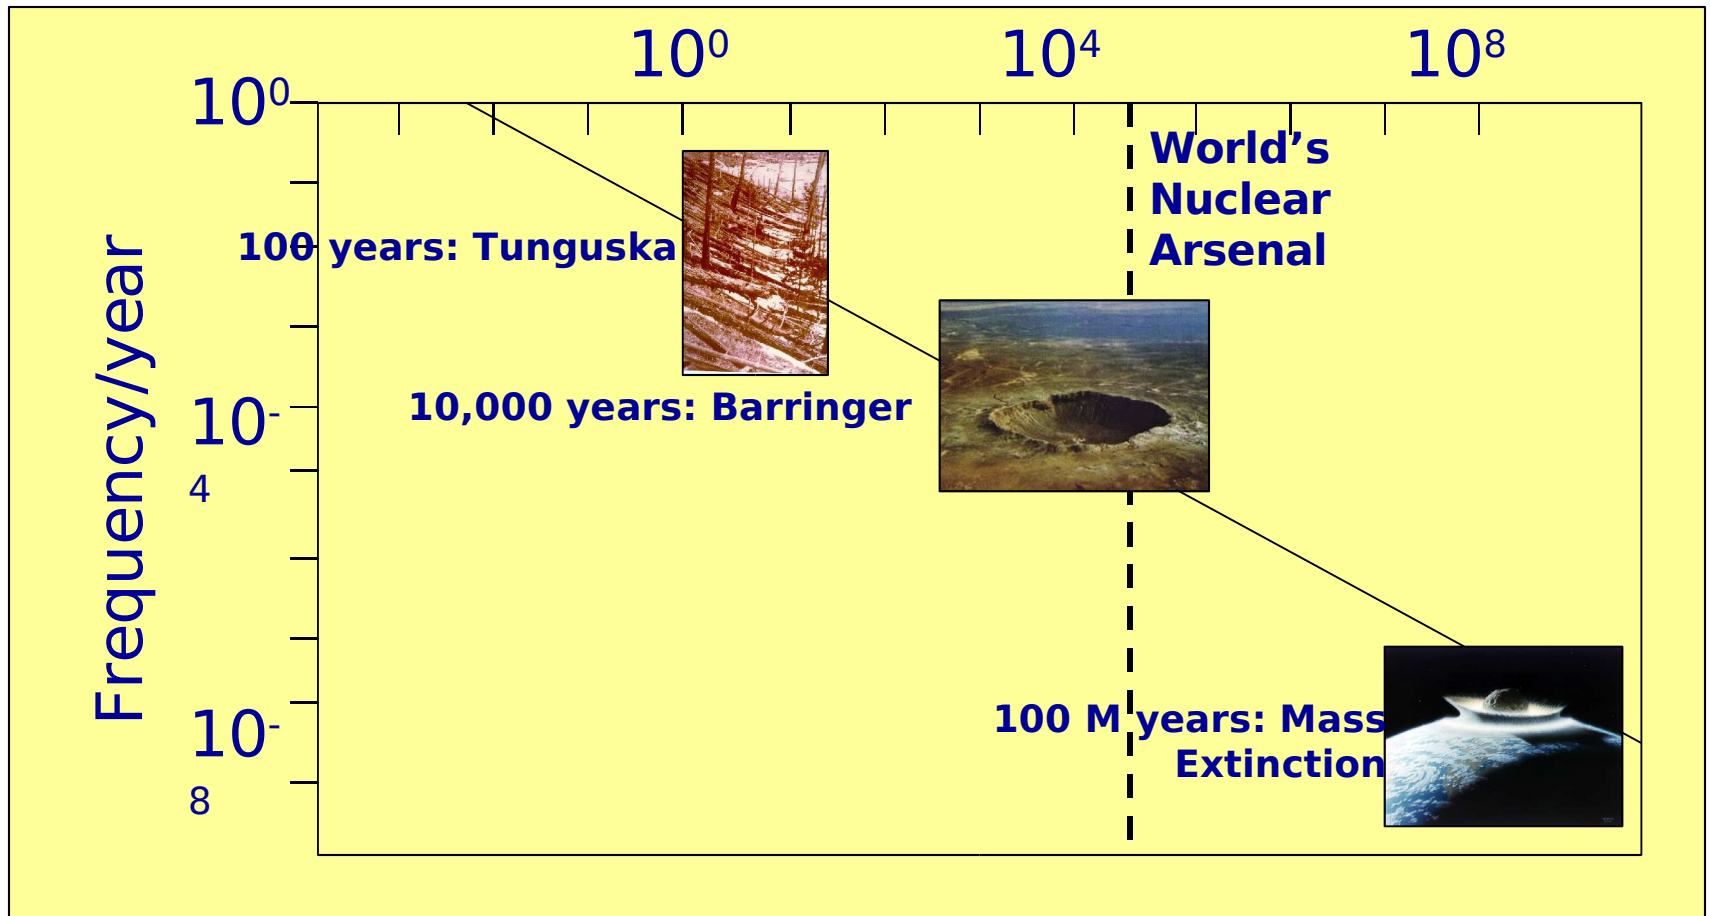 10⁰ 10⁴ 10⁸
10⁰
World’s
Nuclear
Arsenal
100 years: Tunguska
Frequency/year
10,000 years: Barringer
10-
4
100 M years: Mass
Extinction
10-
8